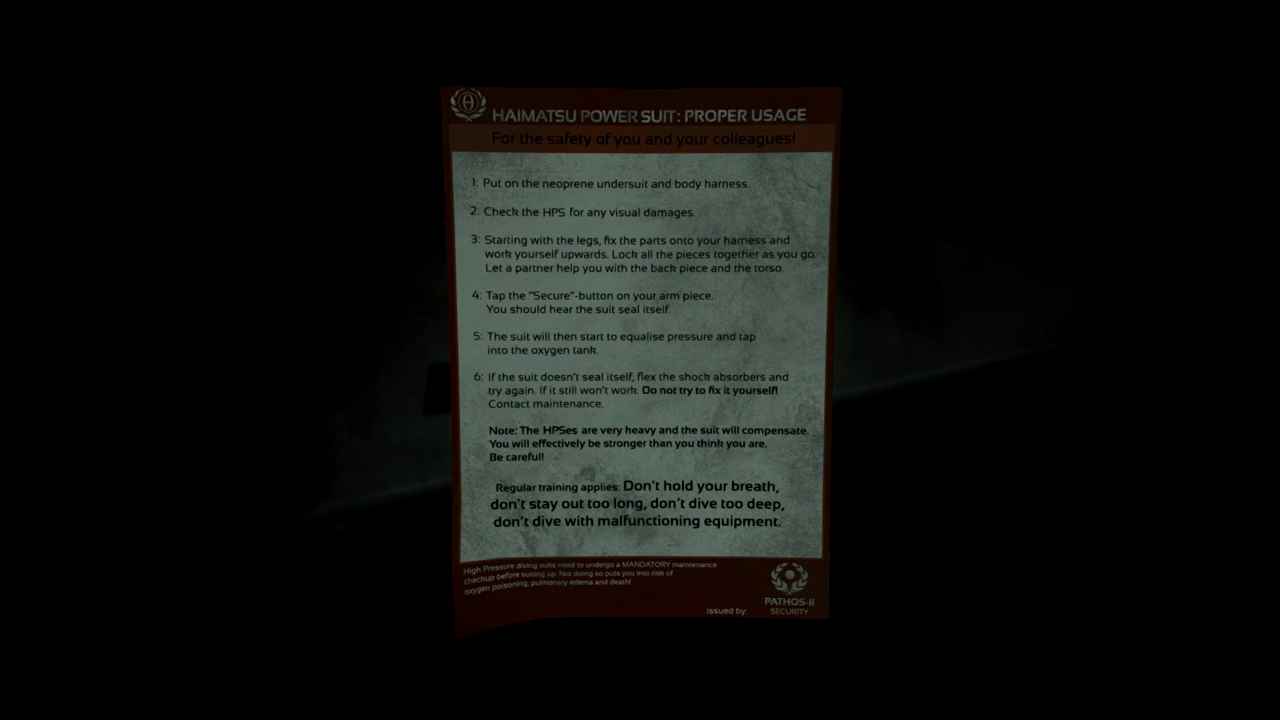 HAIMATSU POWER SUIT: PROPER USAGE
For the safety of you and your colleagues!
1: Put on the neoprene undersuit and body harness.
2: Check the HPS for any visual damages.
3: Starting with the legs, fix the parts onto your harness and
work yourself upwards. Lock all the pieces together as you go.
Let a partner help you with the back piece and the torso.
4: Tap the "Secure"-button on your arm piece.
You should hear the suit seal itself.
5: The suit will then start to equalise pressure and tap
into the oxygen tank.
6: If the suit doesn't seal itself, flex the shock absorbers and
try again. If it still won't work. Do not try to fix it yourself!
Contact maintenance.
Note: The HPSes are very heavy and the suit will compensate.
You will effectively be stronger than you think you are.
Be careful!
Regular training applies: Don't hold your breath,
don't stay out too long, don't dive too deep,
don't dive with malfunctioning equipment.
High Pressure diving suits need to undergo a MANDATORY maintenance
checkup before suiting up. Not doing so puts you into risk of
oxygen poisoning, pulmonary edema and death!
issued by:
PATHOS-II
SECURITY